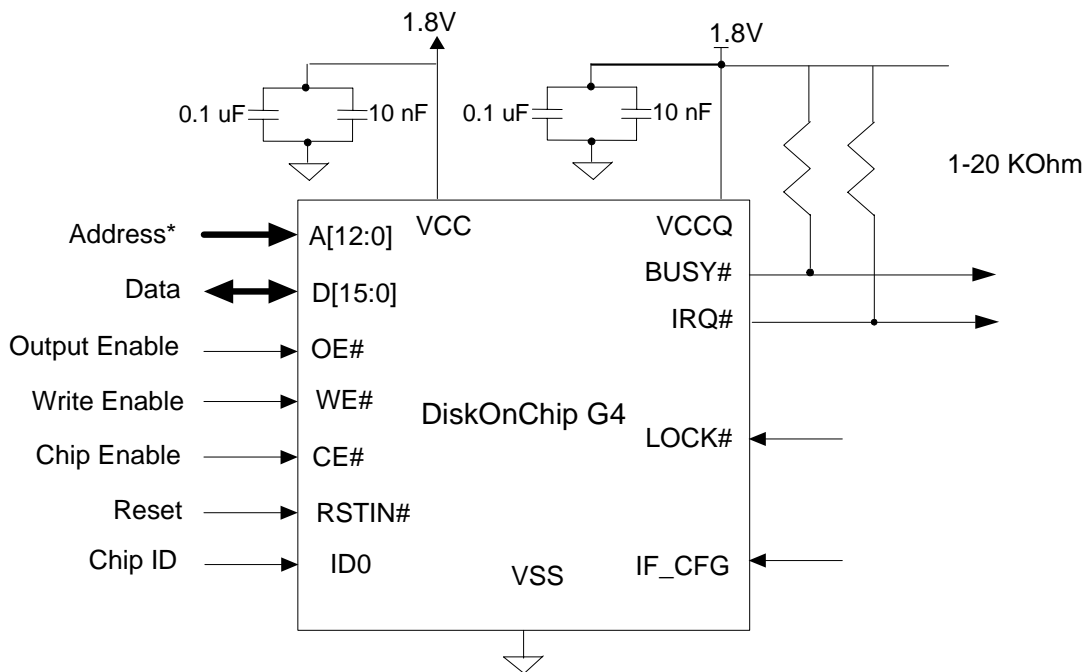 1.8V
1.8V
0.1 uF
10 nF
0.1 uF
10 nF
1-20 KOhm
VCC
VCCQ
Address*
A[12:0]
BUSY#
Data
D[15:0]
IRQ#
Output Enable
OE#
Write Enable
WE#
DiskOnChip G4
LOCK#
Chip Enable
CE#
Reset
RSTIN#
Chip ID
ID0
VSS
IF_CFG